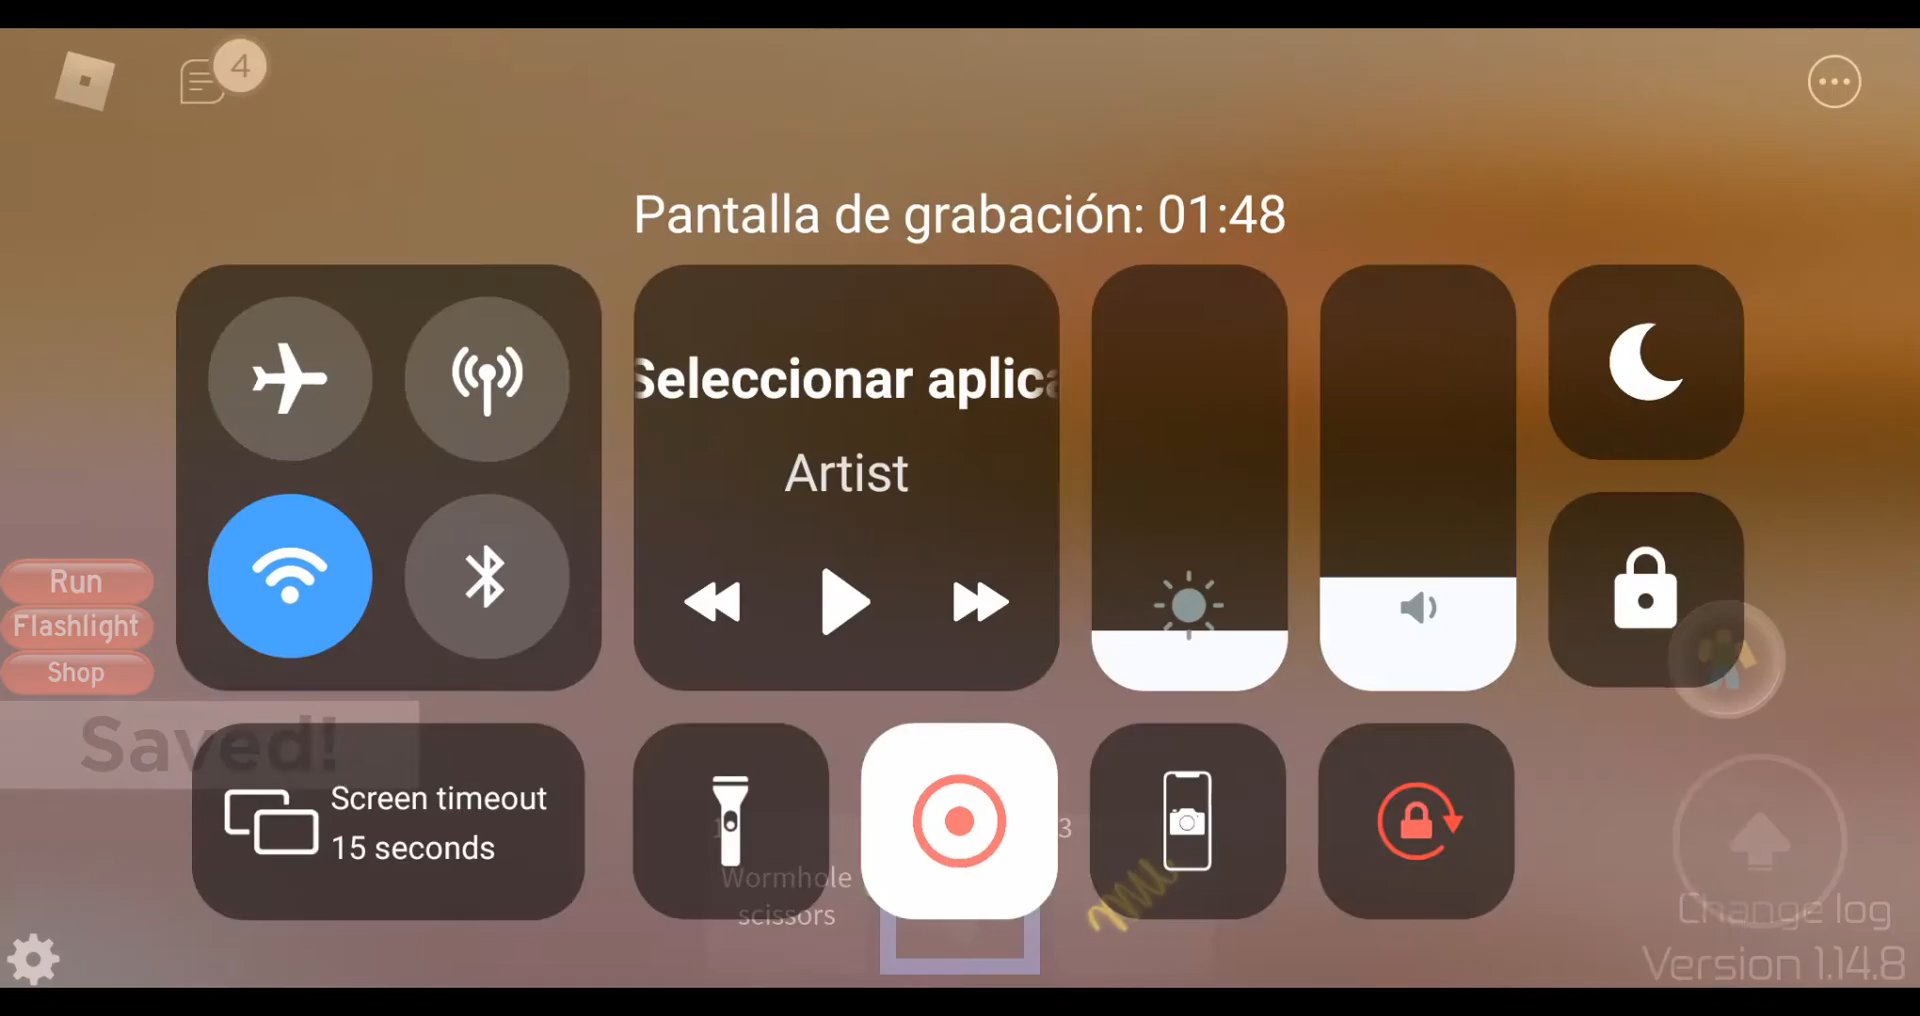 4
Pantalla de grabación: 01:48
Seleccionar aplica
Artist
Run
Flashlight
Shop
Saved!
Screen timeout
15 seconds
3
Wormhole
scissors
Change log
Version 1.14.8